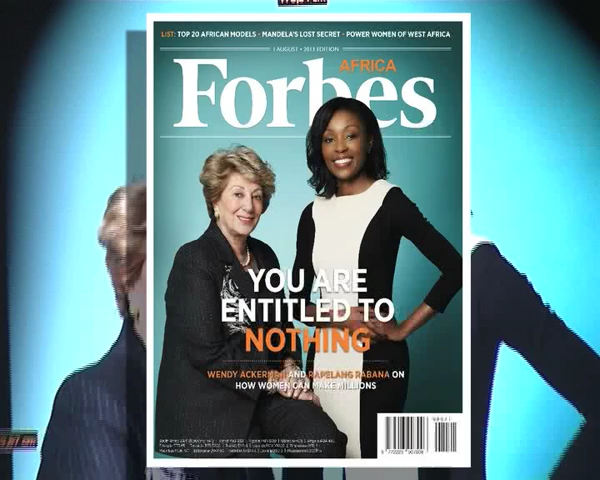 LIST: TOP 20 AFRICAN MODELS - MANDELA'S LOST SECRET - POWER WOMEN OF WEST AFRICA
1 AUGUST • 2013 EDITION
AFRICA
Forbes
YOU ARE
ENTITLED TO
NOTHING
WENDY ACKERMAN AND RAPELANG RABANA ON
HOW WOMEN CAN MAKE MILLIONS